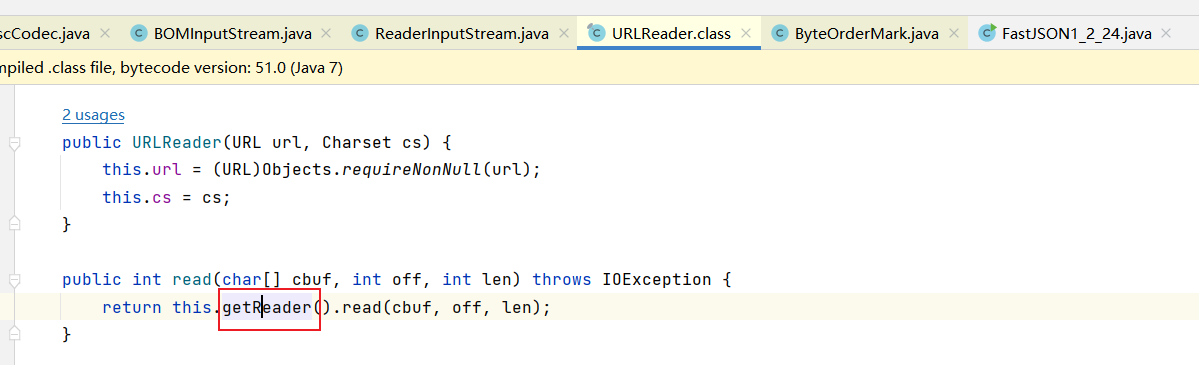 scCodec.java BOMInputStream.java ReaderInputStream.java URLReader.class ByteOrderMark.java FastJSON1_2_24.java
mpiled .class file, bytecode version: 51.0 (Java 7)
2 usages
public URLReader(URL url, Charset cs) {
this.url = (URL)Objects.requireNonNull(url);
this.cs = cs;
}
public int read(char[] cbuf, int off, int len) throws IOException {
return this.getReader().read(cbuf, off, len);
}